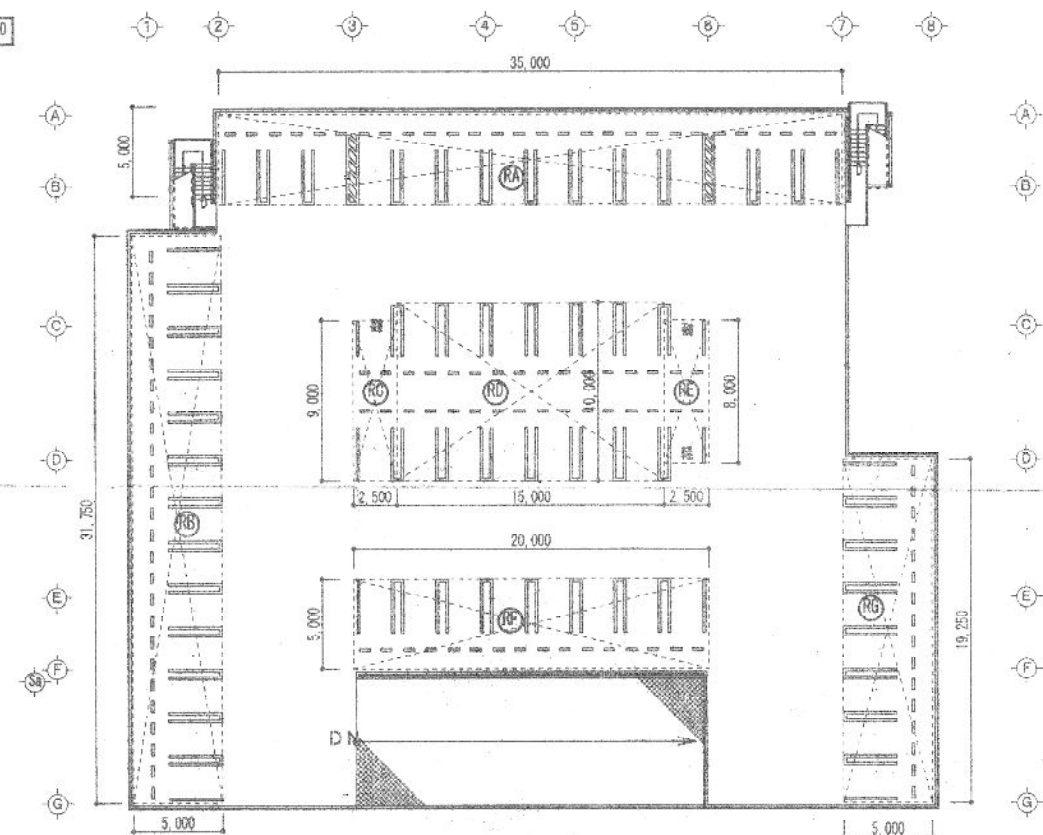 1 2 3 4 5 6 7 8
35,000
A A
5,000
B RA B
C C
9,000 RC RD 10,000 RE 8,000
D D
2,500 15,000 2,500
31,750 RB
20,000
E E
5,000 RF RG 19,250
F F
Sa
DN
G G
5,000 5,000